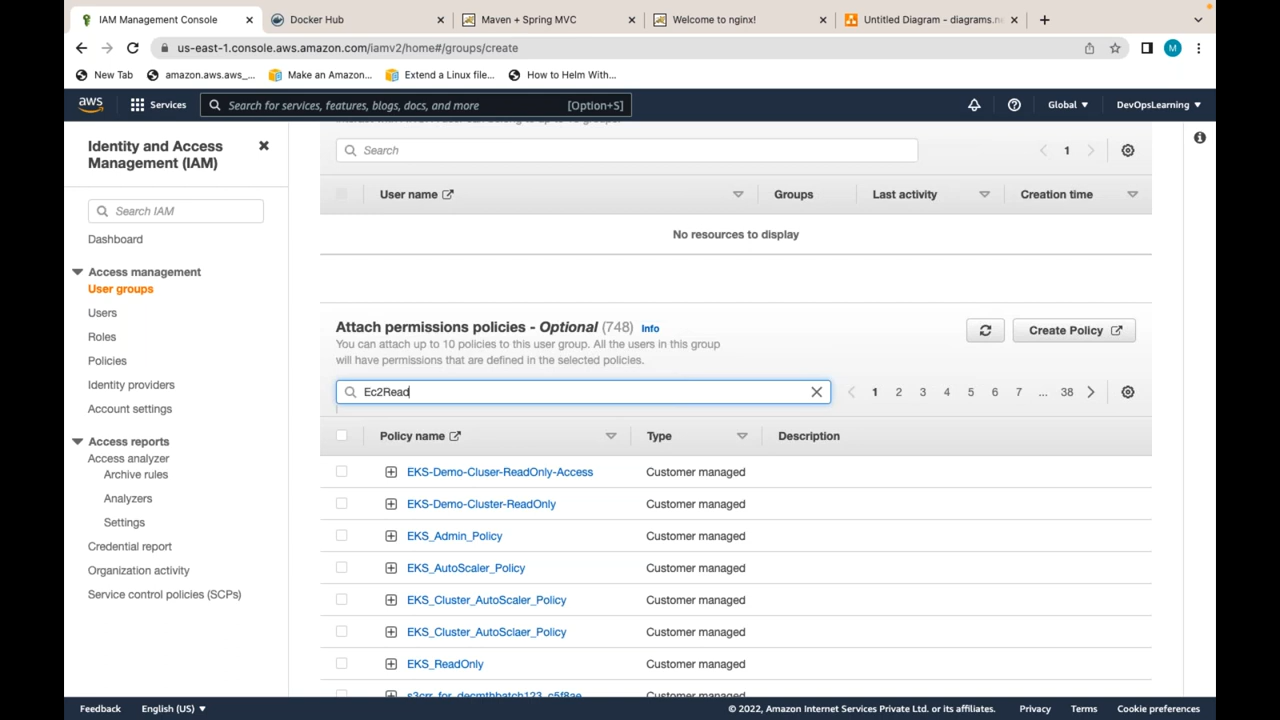 IAM Management Console
Docker Hub
Maven + Spring MVC
Welcome to nginx!
Untitled Diagram - diagrams.ne
us-east-1.console.aws.amazon.com/iamv2/home#/groups/create
M
New Tab
amazon.aws.aws_...
Make an Amazon...
Extend a Linux file...
How to Helm With...
aws
Services
Search for services, features, blogs, docs, and more
[Option+S]
Global
DevOpsLearning
Identity and Access Management (IAM)
Search IAM
Dashboard
Access management
User groups
Users
Roles
Policies
Identity providers
Account settings
Access reports
Access analyzer
Archive rules
Analyzers
Settings
Credential report
Organization activity
Service control policies (SCPs)
Search
1
User name
Groups
Last activity
Creation time
No resources to display
Attach permissions policies - Optional (748) Info
You can attach up to 10 policies to this user group. All the users in this group
will have permissions that are defined in the selected policies.
Create Policy
Ec2Read
1 2 3 4 5 6 7 ... 38
Policy name Type Description
EKS-Demo-Cluser-ReadOnly-Access Customer managed
EKS-Demo-Cluster-ReadOnly Customer managed
EKS_Admin_Policy Customer managed
EKS_AutoScaler_Policy Customer managed
EKS_Cluster_AutoScaler_Policy Customer managed
EKS_Cluster_AutoSclaer_Policy Customer managed
EKS_ReadOnly Customer managed
s3crr_for_decmthbatch123_c5f8ae Customer managed
Feedback English (US) © 2022, Amazon Internet Services Private Ltd. or its affiliates. Privacy Terms Cookie preferences